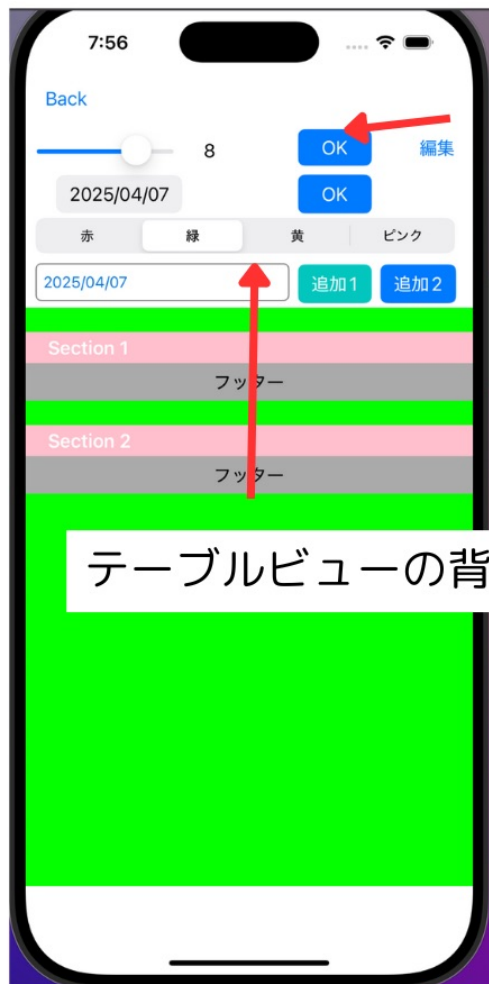 7:56
Back
8 OK 編集
2025/04/07 OK
赤 緑 黄 ピンク
2025/04/07 追加1 追加2
Section 1
フッター
Section 2
フッター
テーブルビューの背